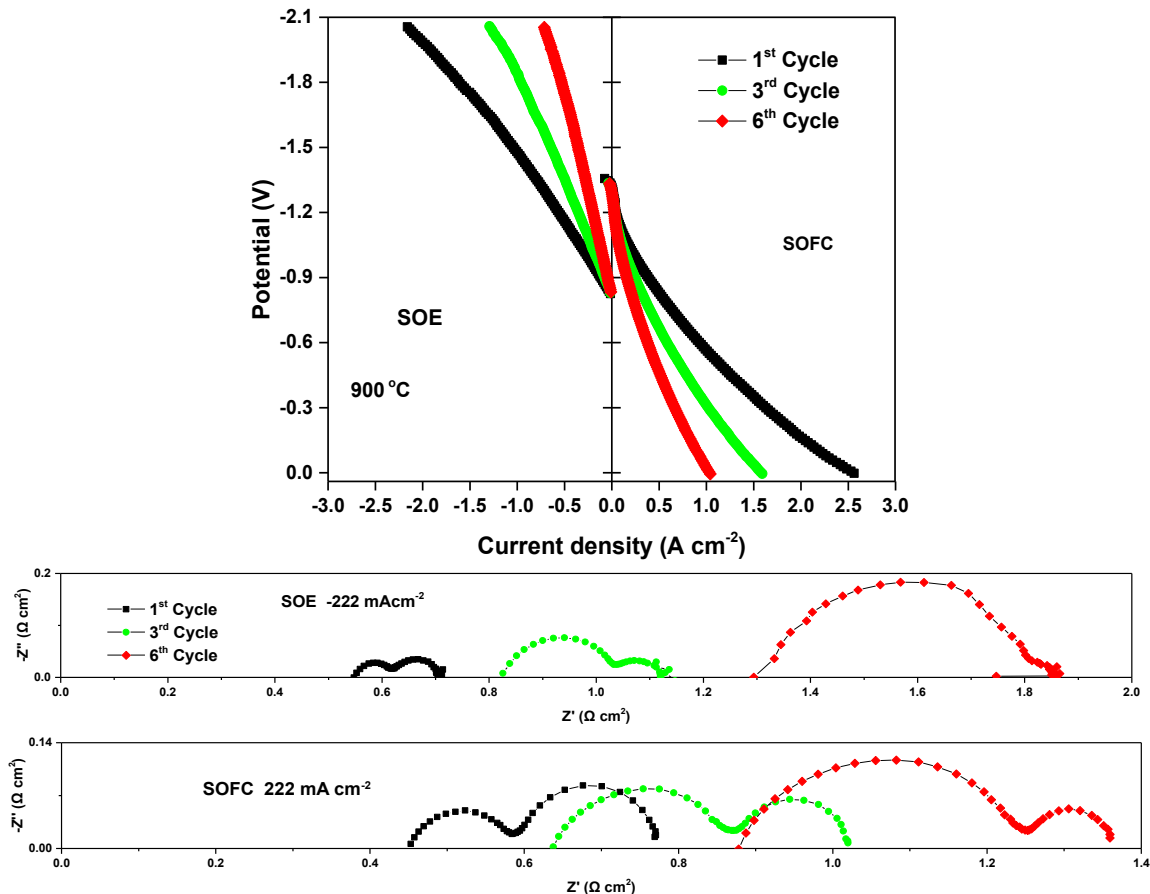 -2.1
-1.8
-1.5
-1.2
-0.9
-0.6
-0.3
0.0
Potential (V)
1st Cycle
3rd Cycle
6th Cycle
SOFC
SOE
900 oC
-3.0 -2.5 -2.0 -1.5 -1.0 -0.5 0.0 0.5 1.0 1.5 2.0 2.5 3.0
Current density (A cm-2)
0.2
0.0
-Z'' (Ω cm2)
1st Cycle
3rd Cycle
6th Cycle
SOE -222 mAcm-2
0.0 0.2 0.4 0.6 0.8 1.0 1.2 1.4 1.6 1.8 2.0
Z' (Ω cm2)
0.14
0.00
-Z'' (Ω cm2)
SOFC 222 mA cm-2
0.0 0.2 0.4 0.6 0.8 1.0 1.2 1.4
Z' (Ω cm2)